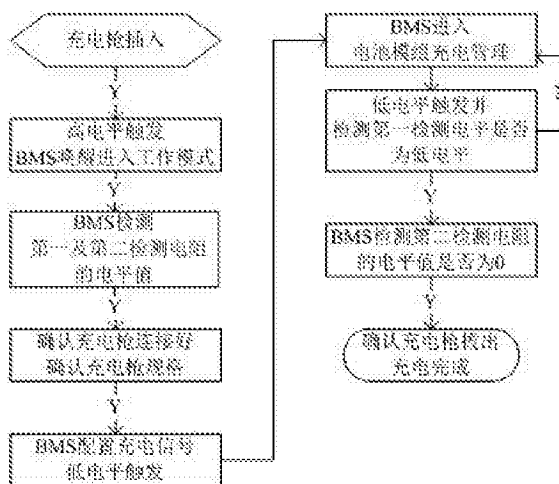 充电枪插入
Y
高电平触发
BMS唤醒进入工作模式
Y
BMS检测
第一及第二检测电阻
的电平值
Y
确认充电枪连接好
确认充电枪规格
Y
BMS配置充电信号
低电平触发
BMS进入
电池模组充电管理
Y
低电平触发并
检测第一检测电平是否
为低电平
Y
BMS检测第二检测电阻
的电平值是否为0
Y
确认充电枪拔出
充电完成